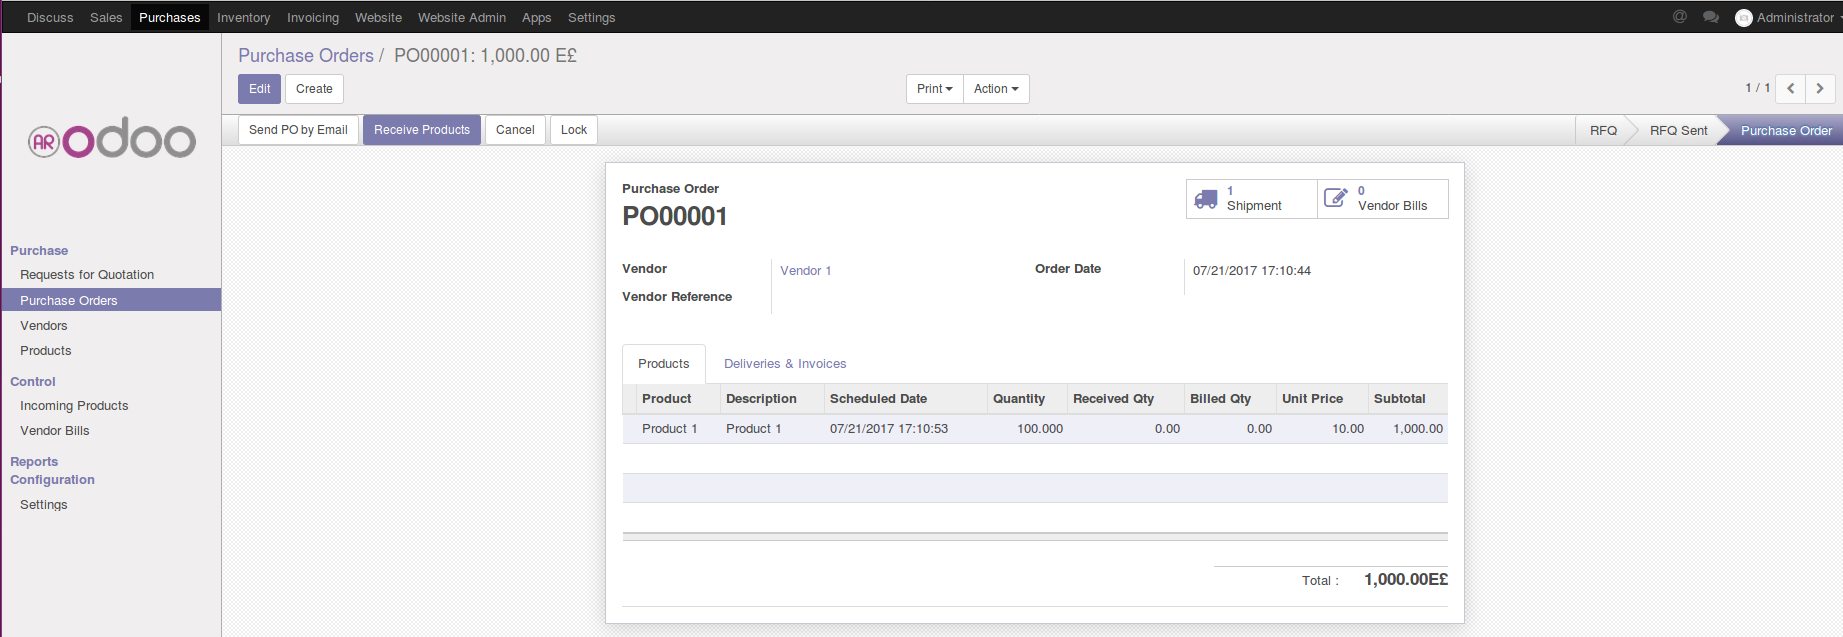 Discuss Sales Purchases Inventory Invoicing Website Website Admin Apps Settings @ Administrator
Purchase Orders / PO00001: 1,000.00 E£
Edit Create Print Action 1 / 1
Send PO by Email Receive Products Cancel Lock RFQ RFQ Sent Purchase Order
AR odoo
Purchase
Requests for Quotation
Purchase Orders
Vendors
Products
Control
Incoming Products
Vendor Bills
Reports
Configuration
Settings
Purchase Order
PO00001
1
Shipment
0
Vendor Bills
Vendor Vendor 1 Order Date 07/21/2017 17:10:44
Vendor Reference
Products Deliveries & Invoices
Product Description Scheduled Date Quantity Received Qty Billed Qty Unit Price Subtotal
Product 1 Product 1 07/21/2017 17:10:53 100.000 0.00 0.00 10.00 1,000.00
Total : 1,000.00E£